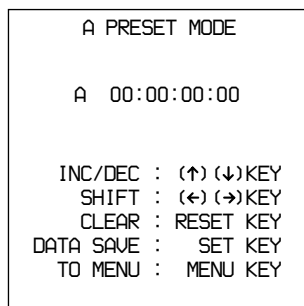 A PRESET MODE
A 00:00:00:00
INC/DEC : (↑) (↓) KEY
SHIFT : (←) (→) KEY
CLEAR : RESET KEY
DATA SAVE : SET KEY
TO MENU : MENU KEY